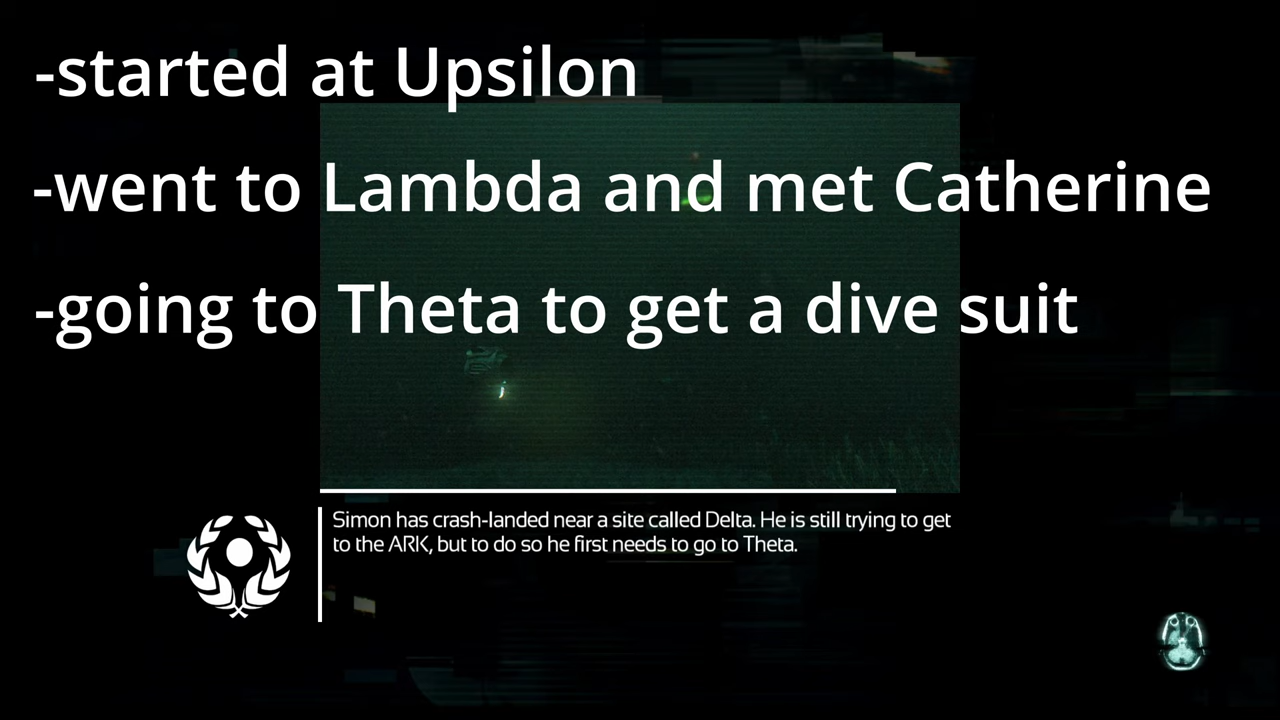 -started at Upsilon
-went to Lambda and met Catherine
-going to Theta to get a dive suit
Simon has crash-landed near a site called Delta. He is still trying to get
to the ARK, but to do so he first needs to go to Theta.